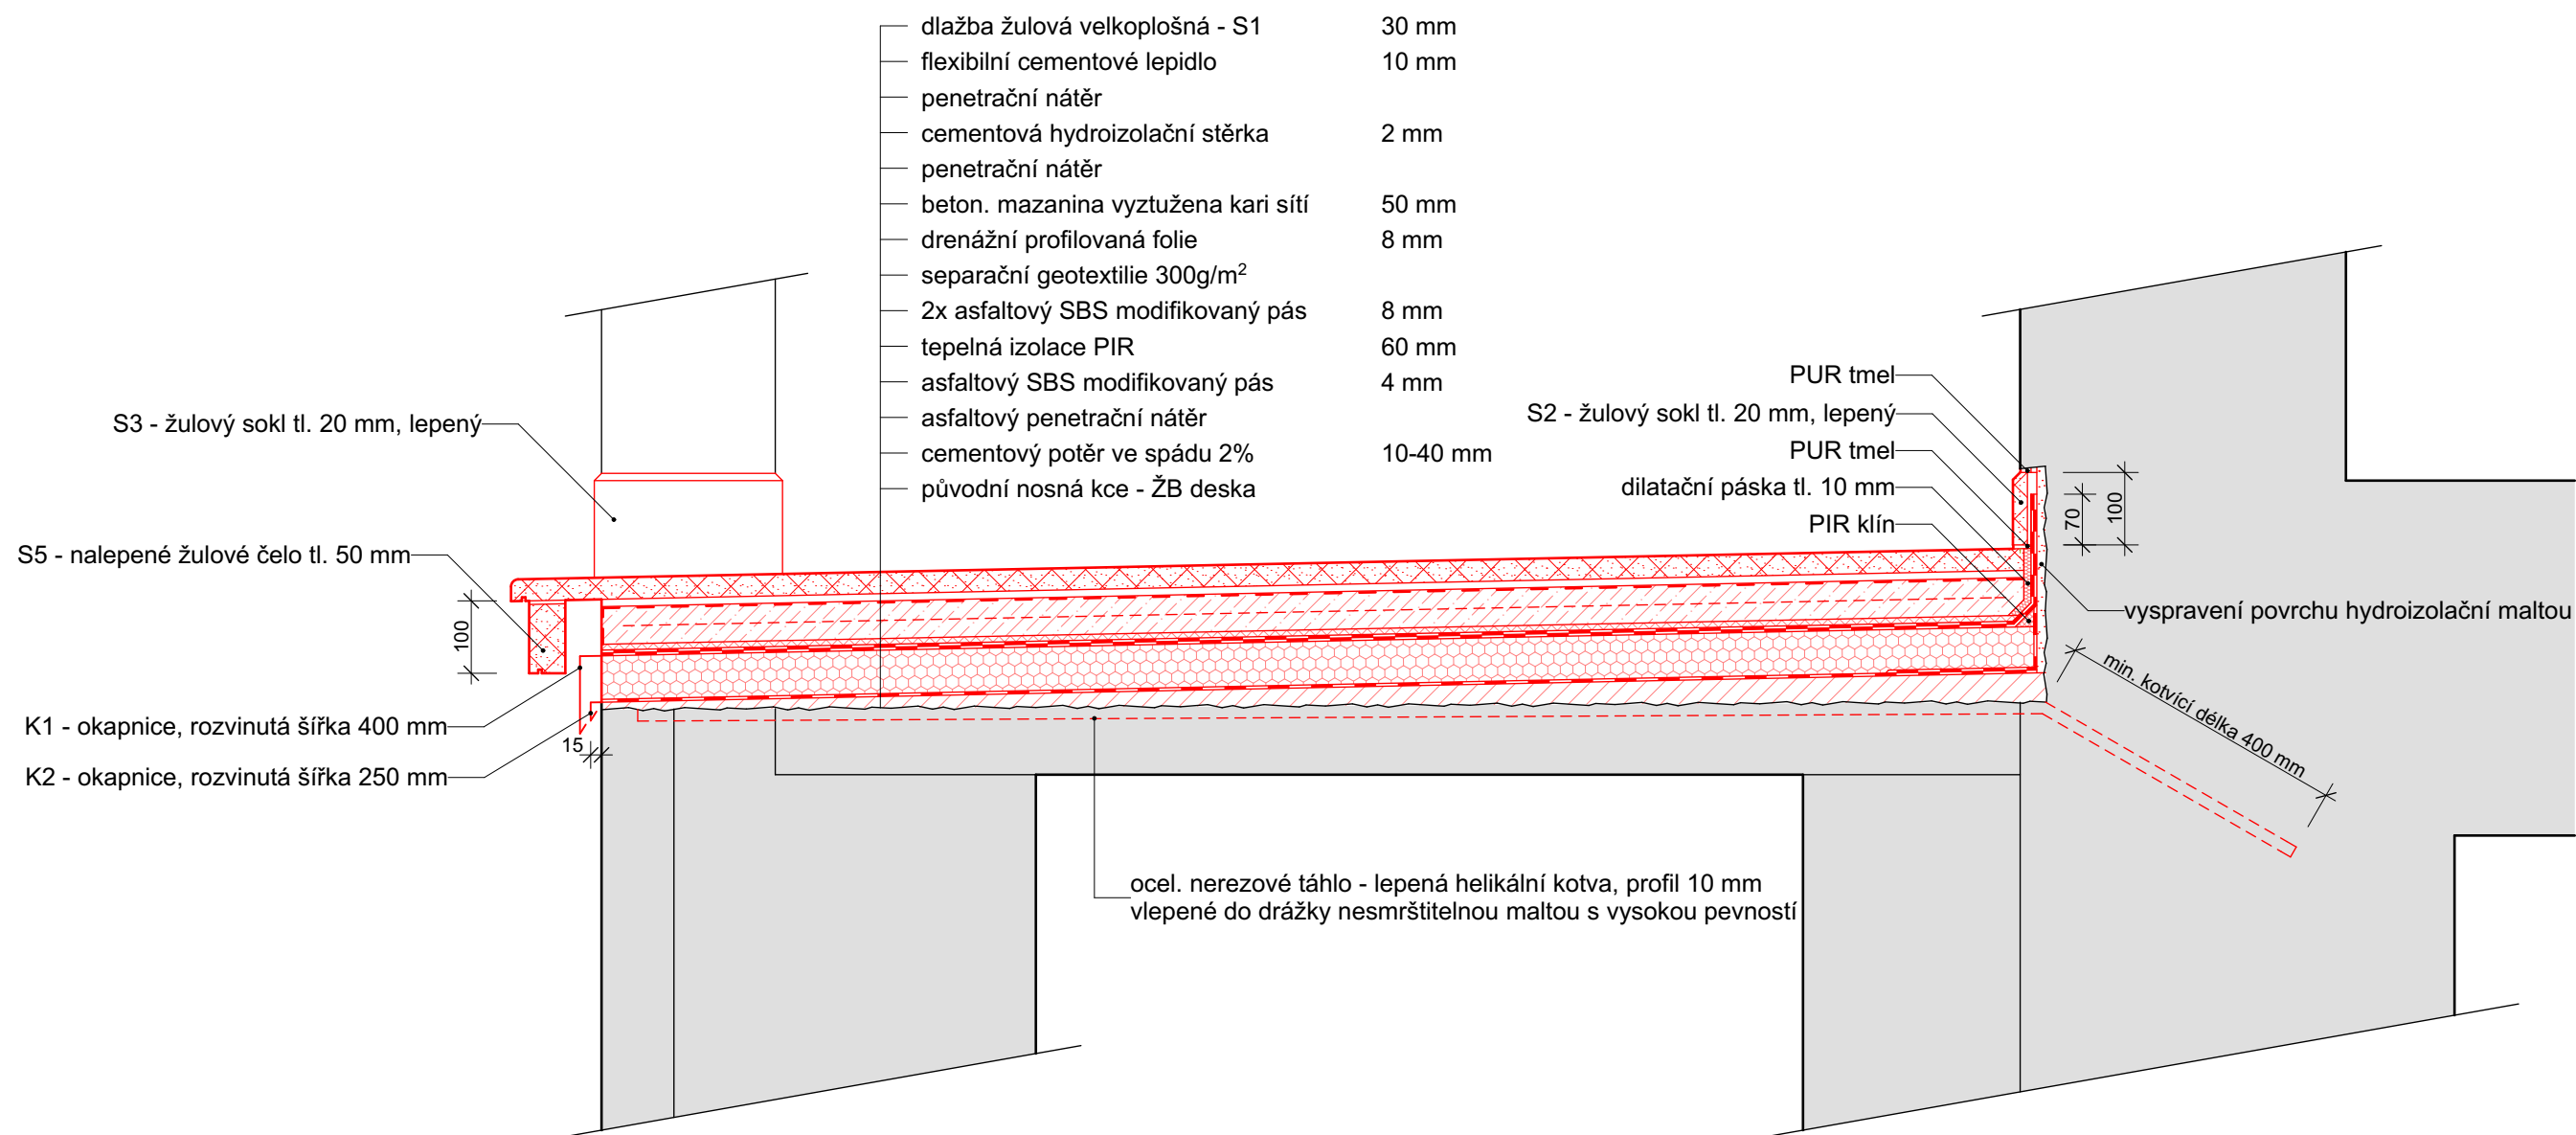 dlažba žulová velkoplošná - S1 30 mm
flexibilní cementové lepidlo 10 mm
penetrační nátěr
cementová hydroizolační stěrka 2 mm
penetrační nátěr
beton. mazanina vyztužena kari sítí 50 mm
drenážní profilovaná folie 8 mm
separační geotextilie 300g/m²
2x asfaltový SBS modifikovaný pás 8 mm
tepelná izolace PIR 60 mm
asfaltový SBS modifikovaný pás 4 mm
asfaltový penetrační nátěr
cementový potěr ve spádu 2% 10-40 mm
původní nosná kce - ŽB deska
S3 - žulový sokl tl. 20 mm, lepený
S5 - nalepené žulové čelo tl. 50 mm
100
K1 - okapnice, rozvinutá šířka 400 mm
15
K2 - okapnice, rozvinutá šířka 250 mm
PUR tmel
S2 - žulový sokl tl. 20 mm, lepený
PUR tmel
dilatační páska tl. 10 mm
PIR klín
70
100
vyspravení povrchu hydroizolační maltou
min. kotvící délka 400 mm
ocel. nerezové táhlo - lepená helikální kotva, profil 10 mm
vlepené do drážky nesmrštitelnou maltou s vysokou pevností